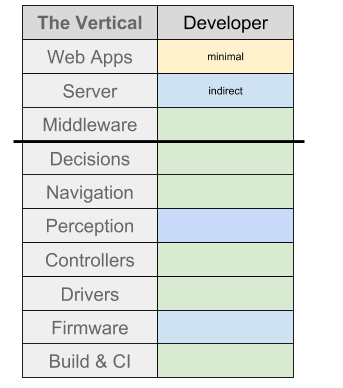 The Vertical Developer
Web Apps minimal
Server indirect
Middleware
Decisions
Navigation
Perception
Controllers
Drivers
Firmware
Build & CI